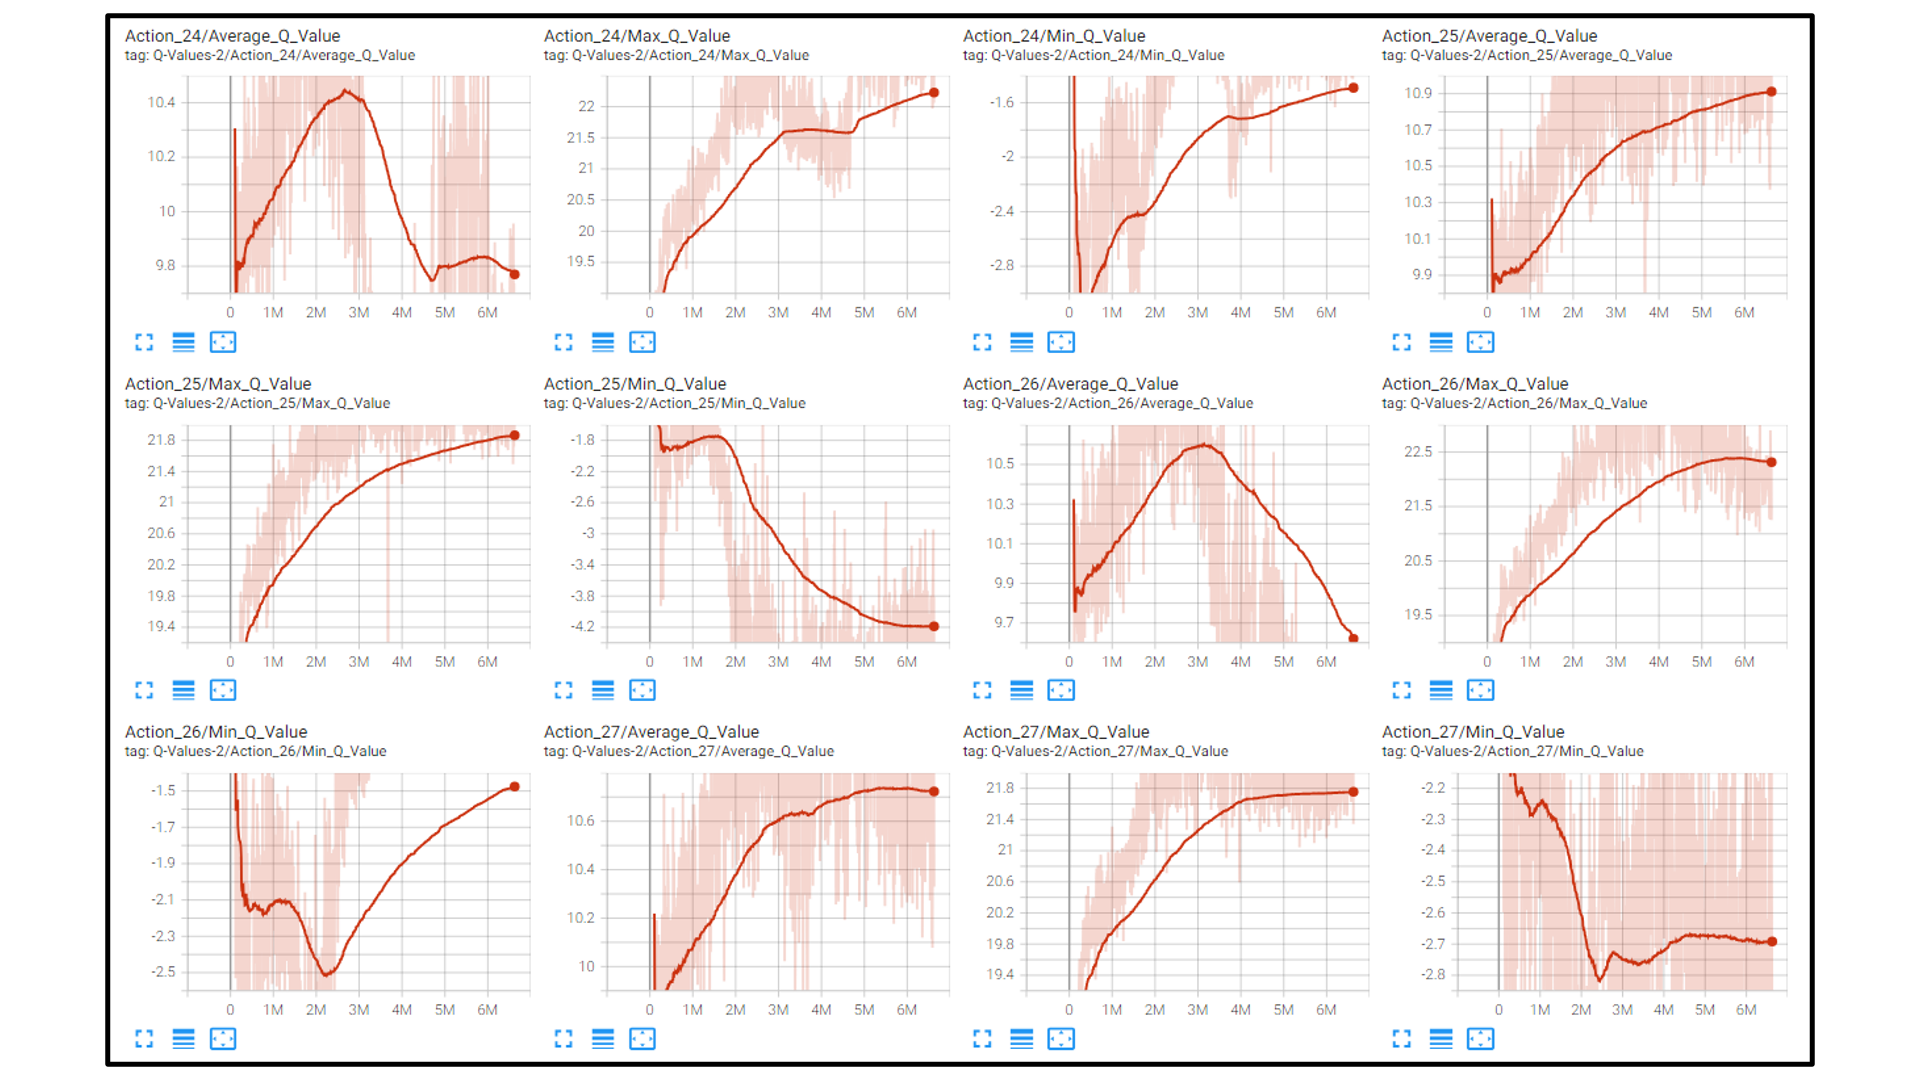 Action_24/Average_Q_Value
tag: Q-Values-2/Action_24/Average_Q_Value
10.4
10.2
10
9.8
0 1M 2M 3M 4M 5M 6M
Action_24/Max_Q_Value
tag: Q-Values-2/Action_24/Max_Q_Value
22
21.5
21
20.5
20
19.5
0 1M 2M 3M 4M 5M 6M
Action_24/Min_Q_Value
tag: Q-Values-2/Action_24/Min_Q_Value
-1.6
-2
-2.4
-2.8
0 1M 2M 3M 4M 5M 6M
Action_25/Average_Q_Value
tag: Q-Values-2/Action_25/Average_Q_Value
10.9
10.7
10.5
10.3
10.1
9.9
0 1M 2M 3M 4M 5M 6M
Action_25/Max_Q_Value
tag: Q-Values-2/Action_25/Max_Q_Value
21.8
21.4
21
20.6
20.2
19.8
19.4
0 1M 2M 3M 4M 5M 6M
Action_25/Min_Q_Value
tag: Q-Values-2/Action_25/Min_Q_Value
-1.8
-2.2
-2.6
-3
-3.4
-3.8
-4.2
0 1M 2M 3M 4M 5M 6M
Action_26/Average_Q_Value
tag: Q-Values-2/Action_26/Average_Q_Value
10.5
10.3
10.1
9.9
9.7
0 1M 2M 3M 4M 5M 6M
Action_26/Max_Q_Value
tag: Q-Values-2/Action_26/Max_Q_Value
22.5
21.5
20.5
19.5
0 1M 2M 3M 4M 5M 6M
Action_26/Min_Q_Value
tag: Q-Values-2/Action_26/Min_Q_Value
-1.5
-1.7
-1.9
-2.1
-2.3
-2.5
0 1M 2M 3M 4M 5M 6M
Action_27/Average_Q_Value
tag: Q-Values-2/Action_27/Average_Q_Value
10.6
10.4
10.2
10
0 1M 2M 3M 4M 5M 6M
Action_27/Max_Q_Value
tag: Q-Values-2/Action_27/Max_Q_Value
21.8
21.4
21
20.6
20.2
19.8
19.4
0 1M 2M 3M 4M 5M 6M
Action_27/Min_Q_Value
tag: Q-Values-2/Action_27/Min_Q_Value
-2.2
-2.3
-2.4
-2.5
-2.6
-2.7
-2.8
0 1M 2M 3M 4M 5M 6M